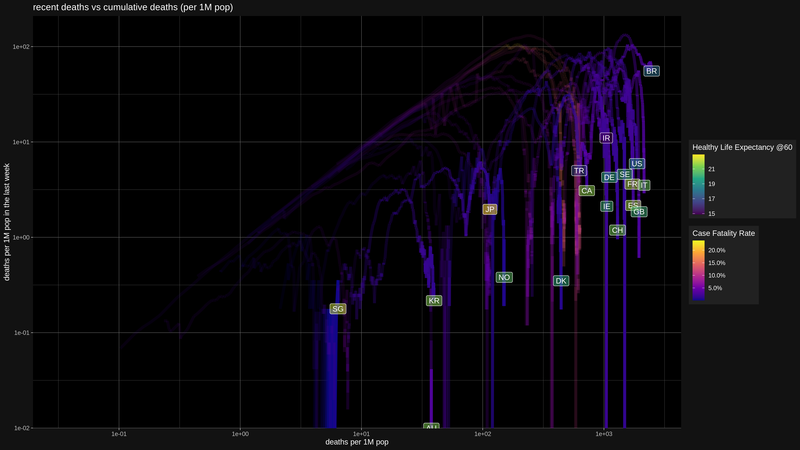 recent deaths vs cumulative deaths (per 1M pop)
1e+02
1e+01
1e+00
1e-01
1e-02
deaths per 1M pop in the last week
BR
IR
US
TR
DE
SE
FR
IT
CA
JP
IE
ES
GB
CH
NO
DK
KR
SG
AU
1e-01
1e+00
1e+01
1e+02
1e+03
deaths per 1M pop
Healthy Life Expectancy @60
21
19
17
15
Case Fatality Rate
20.0%
15.0%
10.0%
5.0%